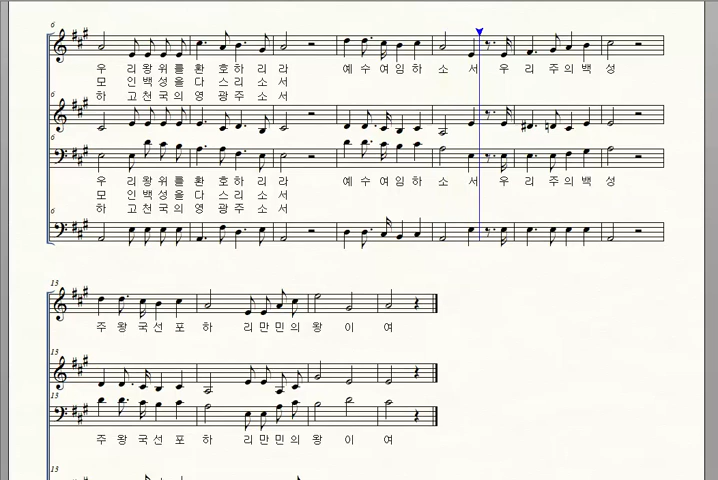 6
우 리 왕 위 를 환 호 하 리 라 예 수 여 임 하 소 서 우 리 주 의 백 성
모 인 백 성 을 다 스 리 소 서
하 고 천 국 의 영 광 주 소 서
6
6
우 리 왕 위 를 환 호 하 리 라 예 수 여 임 하 소 서 우 리 주 의 백 성
모 인 백 성 을 다 스 리 소 서
하 고 천 국 의 영 광 주 소 서
6
13
주 왕 국 선 포 하 리 만 민 의 왕 이 여
13
13
주 왕 국 선 포 하 리 만 민 의 왕 이 여
13